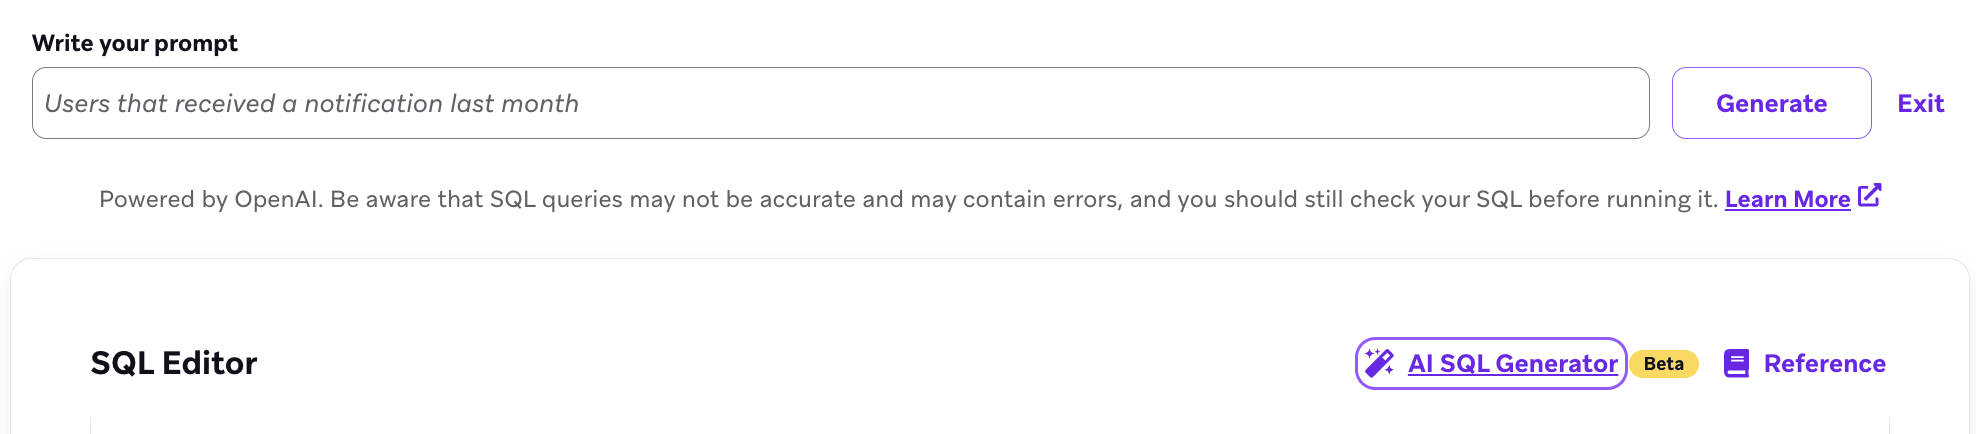 Write your prompt
Users that received a notification last month
Generate
Exit
Powered by OpenAI. Be aware that SQL queries may not be accurate and may contain errors, and you should still check your SQL before running it. Learn More
SQL Editor
AI SQL Generator
Beta
Reference